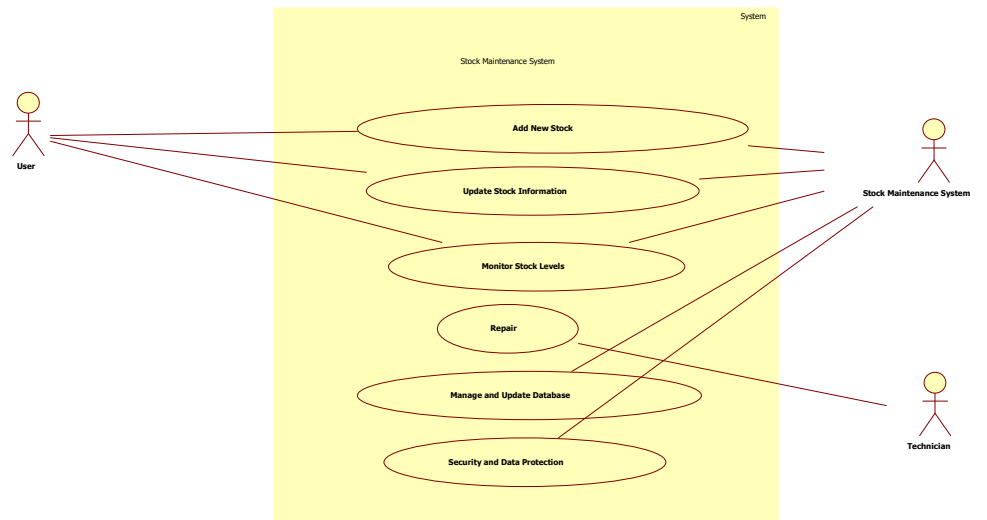 System
Stock Maintenance System
Add New Stock
User
Update Stock Information
Stock Maintenance System
Monitor Stock Levels
Repair
Manage and Update Database
Technician
Security and Data Protection